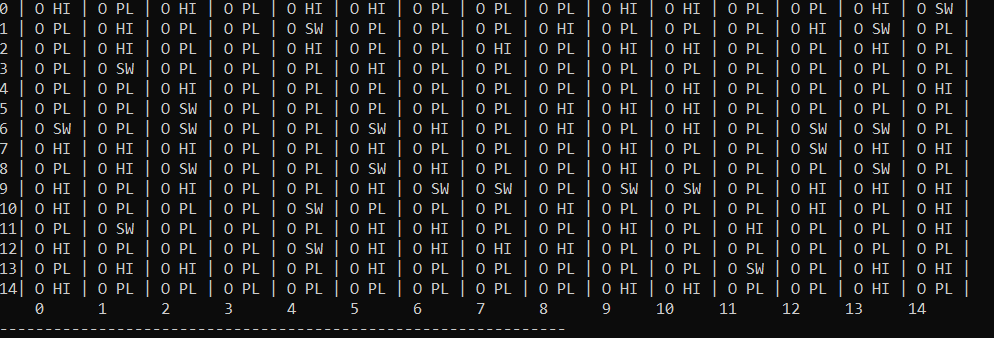 0 | O HI | O PL | O HI | O PL | O HI | O HI | O PL | O PL | O HI | O PL | O HI | O PL | O PL | O HI | O SW |
1 | O PL | O HI | O PL | O PL | O SW | O PL | O PL | O PL | O HI | O PL | O PL | O PL | O HI | O SW | O PL |
2 | O PL | O HI | O PL | O PL | O HI | O PL | O PL | O HI | O PL | O HI | O HI | O PL | O PL | O HI | O PL |
3 | O PL | O SW | O PL | O PL | O PL | O HI | O PL | O PL | O PL | O PL | O PL | O PL | O PL | O PL | O PL |
4 | O PL | O PL | O HI | O PL | O PL | O PL | O PL | O PL | O PL | O PL | O PL | O PL | O PL | O PL | O PL |
5 | O PL | O PL | O SW | O PL | O PL | O PL | O PL | O PL | O HI | O HI | O HI | O PL | O PL | O PL | O PL |
6 | O SW | O PL | O SW | O PL | O PL | O SW | O HI | O PL | O HI | O PL | O HI | O PL | O SW | O SW | O PL |
7 | O HI | O HI | O HI | O PL | O PL | O HI | O PL | O PL | O PL | O HI | O PL | O PL | O SW | O HI | O HI |
8 | O PL | O HI | O SW | O PL | O PL | O SW | O HI | O PL | O PL | O HI | O PL | O PL | O PL | O SW | O PL |
9 | O HI | O PL | O HI | O PL | O PL | O HI | O SW | O SW | O PL | O SW | O SW | O PL | O HI | O HI | O HI |
10| O HI | O PL | O PL | O PL | O SW | O PL | O PL | O PL | O HI | O PL | O PL | O PL | O HI | O PL | O HI |
11| O PL | O SW | O PL | O PL | O PL | O HI | O HI | O PL | O PL | O HI | O PL | O HI | O PL | O PL | O PL |
12| O HI | O PL | O PL | O PL | O SW | O HI | O HI | O HI | O HI | O PL | O HI | O PL | O PL | O PL | O PL |
13| O PL | O HI | O HI | O PL | O PL | O HI | O PL | O PL | O PL | O PL | O PL | O SW | O PL | O HI | O PL |
14| O HI | O PL | O PL | O PL | O PL | O PL | O PL | O PL | O PL | O HI | O HI | O PL | O PL | O HI | O PL |
0 1 2 3 4 5 6 7 8 9 10 11 12 13 14
---------------------------------------------------------------